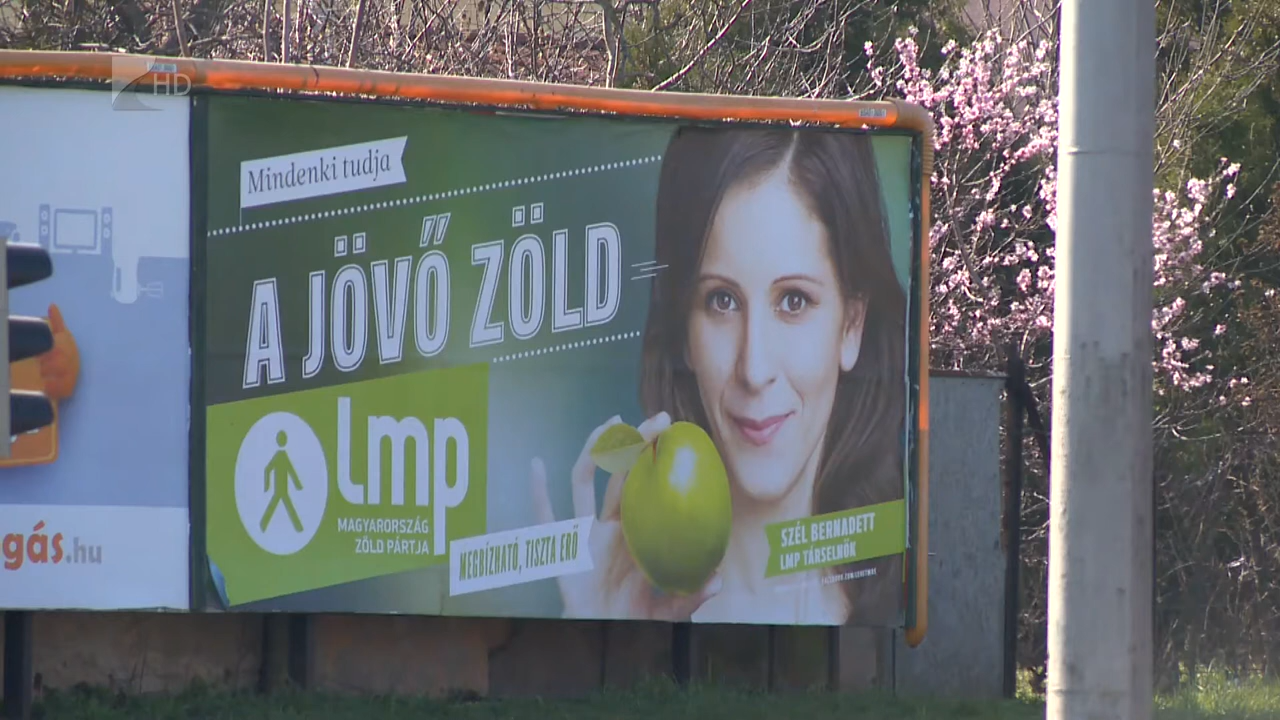 HD
Mindenki tudja
A JÖVŐ ZÖLD
lmp
MAGYARORSZÁG
ZÖLD PÁRTJA
MEGBÍZHATÓ, TISZTA ERŐ
SZÉL BERNADETT
LMP TÁRSELNÖK
gás.hu